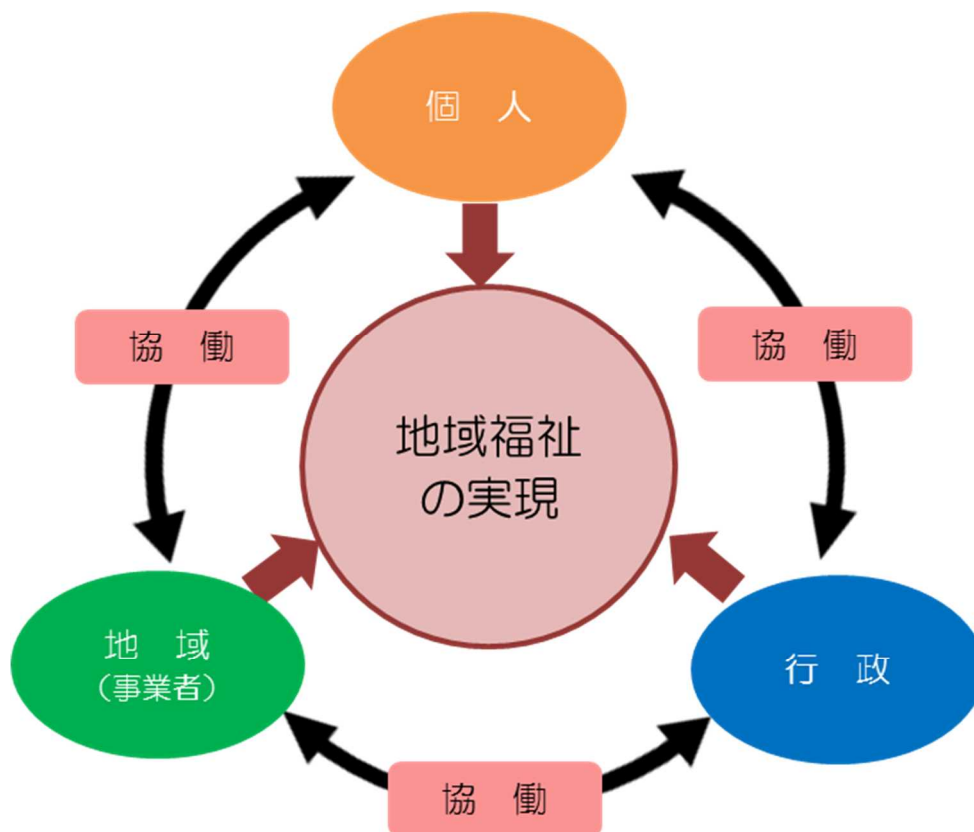 個　人
協　働
協　働
地域福祉
の実現
地　域
（事業者）
行　政
協　働